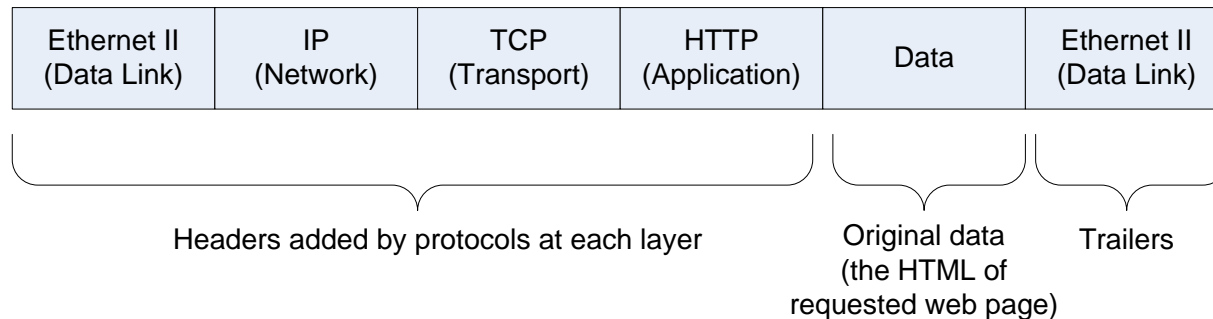 Ethernet II
(Data Link)
IP
(Network)
TCP
(Transport)
HTTP
(Application)
Data
Ethernet II
(Data Link)
Headers added by protocols at each layer
Original data
(the HTML of
requested web page)
Trailers